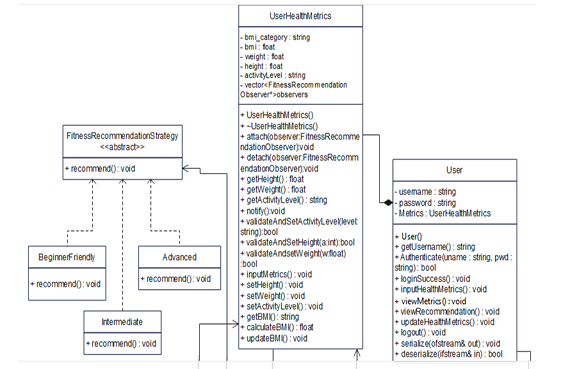 UserHealthMetrics
- bmi_category : string
- bmi : float
- weight : float
- height : float
- activityLevel : string
- vector<FitnessRecommendation
Observer*>observers
+ UserHealthMetrics()
+ ~UserHealthMetrics()
+ attach(observer:FitnessRecomme
ndationObserver):void
+ detach(observer:FitnessRecomm
endationObserver):void
+ getHeight() : float
+ getWeight() : float
+ getActivityLevel() : string
+ notify():void
+ validateAndSetActivityLevel(level:
string):bool
+ validateAndSetHeight(a:int):bool
+ validateAndsetWeight(w:float)
:bool
+ inputMetrics() : void
+ setHeight() : void
+ setWeight() : void
+ setActivityLevel() : void
+ getBMI() : string
+ calculateBMI() : float
+ updateBMI() : void
FitnessRecommendationStrategy
<<abstract>>
+ recommend() : void
BeginnerFriendly
+ recommend() : void
Advanced
+ recommend() : void
Intermediate
+ recommend() : void
User
- username : string
- password : string
- Metrics : UserHealthMetrics
+ User()
+ getUsername() : string
+ Authenticate(uname : string, pwd :
string) : bool
+ loginSuccess() : void
+ inputHealthMetrics() : void
+ viewMetrics() : void
+ viewRecommendation() : void
+ updateHealthMetrics() : void
+ logout() : void
+ serialize(ofstream& out) : void
+ deserialize(ifstream& in) : bool